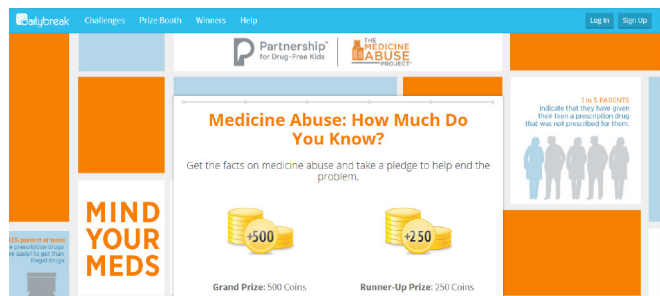 Dailybreak Challenges Prize Booth Winners Help Log In Sign Up
Partnership™
for Drug-Free Kids
THE
MEDICINE
ABUSE
PROJECT
Medicine Abuse: How Much Do
You Know?
Get the facts on medicine abuse and take a pledge to help end the
problem.
+500
+250
Grand Prize: 500 Coins
Runner-Up Prize: 250 Coins
1 in 5 PARENTS
indicate that they have given
their teen a prescription drug
that was not prescribed for them.
MIND
YOUR
MEDS
percent of teens
prescription drugs
easier to get than
illegal drugs.